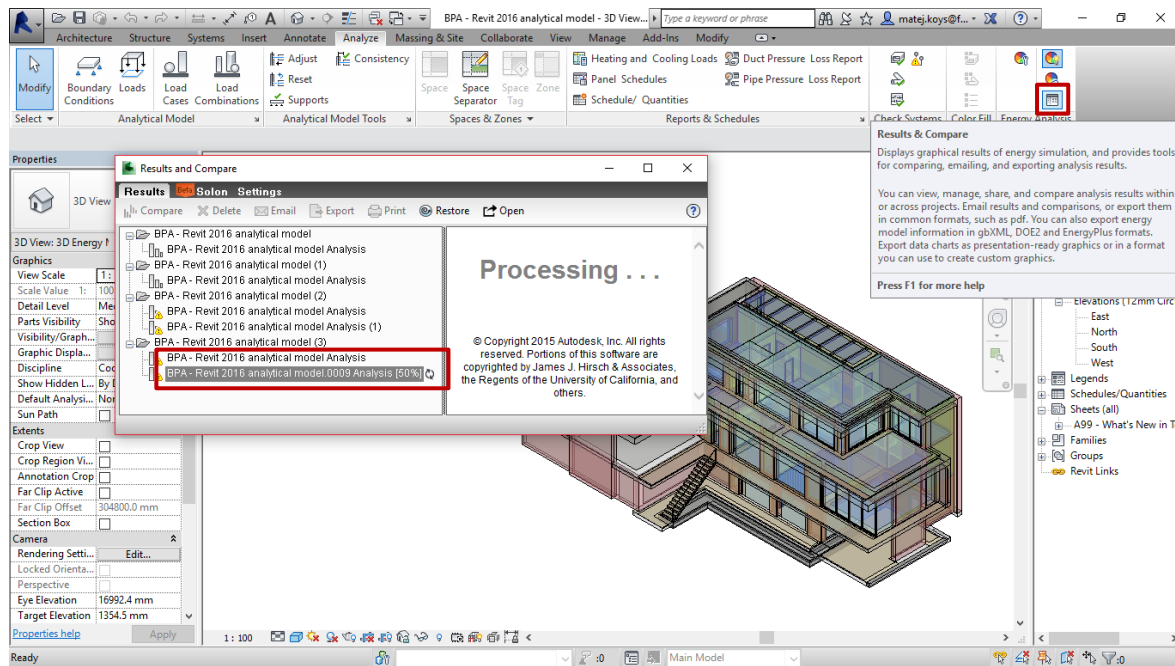 BPA - Revit 2016 analytical model - 3D View...
Type a keyword or phrase
matej.koys@f...
Architecture Structure Systems Insert Annotate Analyze Massing & Site Collaborate View Manage Add-Ins Modify
Modify
Boundary Conditions
Loads
Load Cases
Load Combinations
Adjust
Reset
Supports
Consistency
Space
Space Separator
Space Tag
Zone
Heating and Cooling Loads
Panel Schedules
Schedule/ Quantities
Duct Pressure Loss Report
Pipe Pressure Loss Report
Select
Analytical Model
Analytical Model Tools
Spaces & Zones
Reports & Schedules
Check Systems
Color Fill
Energy Analysis
Results & Compare
Displays graphical results of energy simulation, and provides tools
for comparing, emailing, and exporting analysis results.
You can view, manage, share, and compare analysis results within
or across projects. Email results and comparisons, or export them
in common formats, such as pdf. You can also export energy
model information in gbXML, DOE2 and EnergyPlus formats.
Export data charts as presentation-ready graphics or in a format
you can use to create custom graphics.
Press F1 for more help
Properties
3D View
3D View: 3D Energy
Graphics
View Scale 1:
Scale Value 1: 100
Detail Level Me
Parts Visibility Sho
Visibility/Graph...
Graphic Displa...
Discipline Coo
Show Hidden L... By D
Default Analysi... Nor
Sun Path
Extents
Crop View
Crop Region Vi...
Annotation Crop
Far Clip Active
Far Clip Offset 304800.0 mm
Section Box
Camera
Rendering Setti... Edit...
Locked Orienta...
Perspective
Eye Elevation 16992.4 mm
Target Elevation 1354.5 mm
Properties help
Apply
Results and Compare
Results Beta Solon Settings
Compare Delete Email Export Print Restore Open
BPA - Revit 2016 analytical model
BPA - Revit 2016 analytical model Analysis
BPA - Revit 2016 analytical model (1)
BPA - Revit 2016 analytical model Analysis
BPA - Revit 2016 analytical model (2)
BPA - Revit 2016 analytical model Analysis
BPA - Revit 2016 analytical model Analysis (1)
BPA - Revit 2016 analytical model (3)
BPA - Revit 2016 analytical model Analysis
BPA - Revit 2016 analytical model.0009 Analysis [50%]
Processing . . .
© Copyright 2015 Autodesk, Inc. All rights
reserved. Portions of this software are
copyrighted by James J. Hirsch & Associates,
the Regents of the University of California, and
others.
Elevations (12mm Circ
East
North
South
West
Legends
Schedules/Quantities
Sheets (all)
A99 - What's New in T
Families
Groups
Revit Links
1 : 100
Ready
:0
Main Model
:0